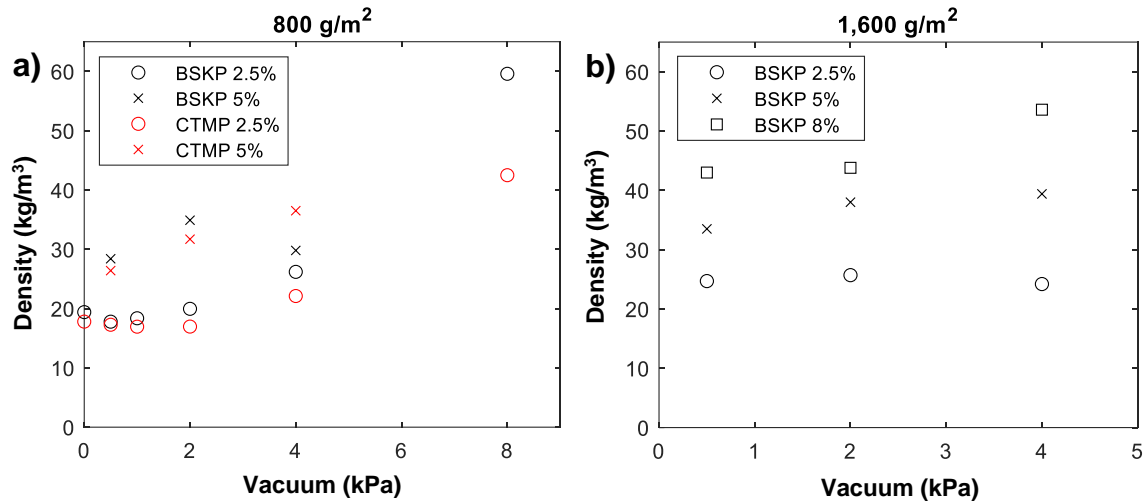 800 g/m²
a)
BSKP 2.5%
BSKP 5%
CTMP 2.5%
CTMP 5%
60
50
40
30
20
10
0
Density (kg/m³)
0
2
4
6
8
Vacuum (kPa)
1,600 g/m²
b)
BSKP 2.5%
BSKP 5%
BSKP 8%
60
50
40
30
20
10
0
Density (kg/m³)
0
1
2
3
4
5
Vacuum (kPa)